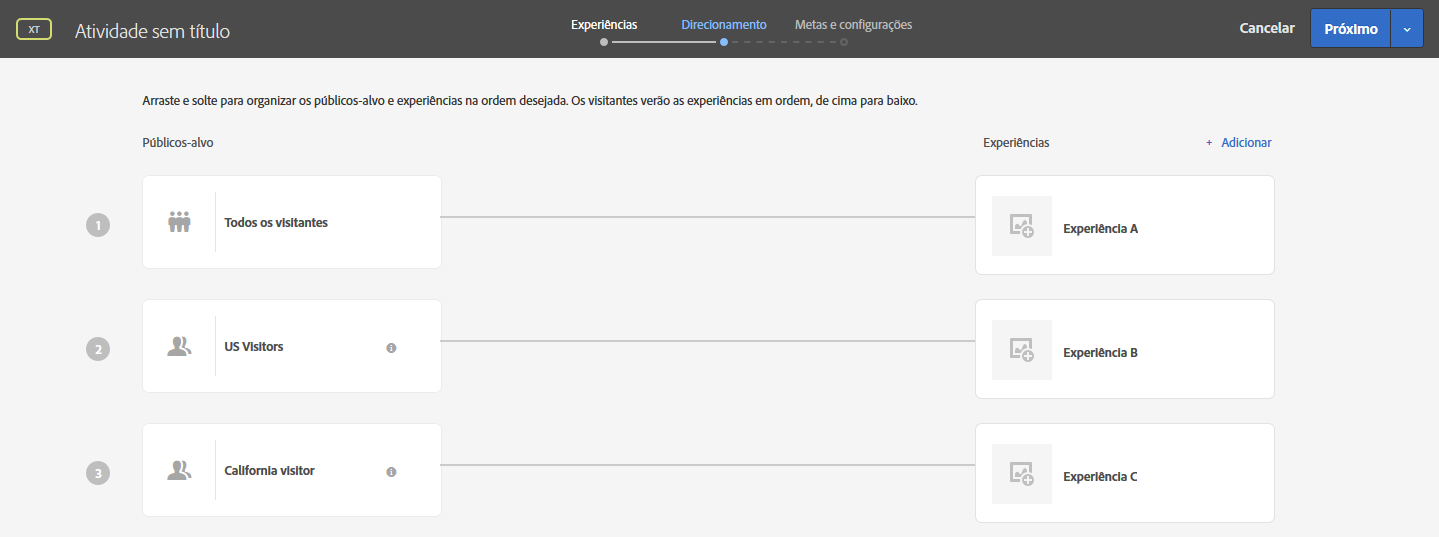 XT
Atividade sem título
Experiências
Direcionamento
Metas e configurações
Cancelar
Próximo
Arraste e solte para organizar os públicos-alvo e experiências na ordem desejada. Os visitantes verão as experiências em ordem, de cima para baixo.
Públicos-alvo
Experiências
+ Adicionar
1
Todos os visitantes
Experiência A
2
US Visitors
Experiência B
3
California visitor
Experiência C